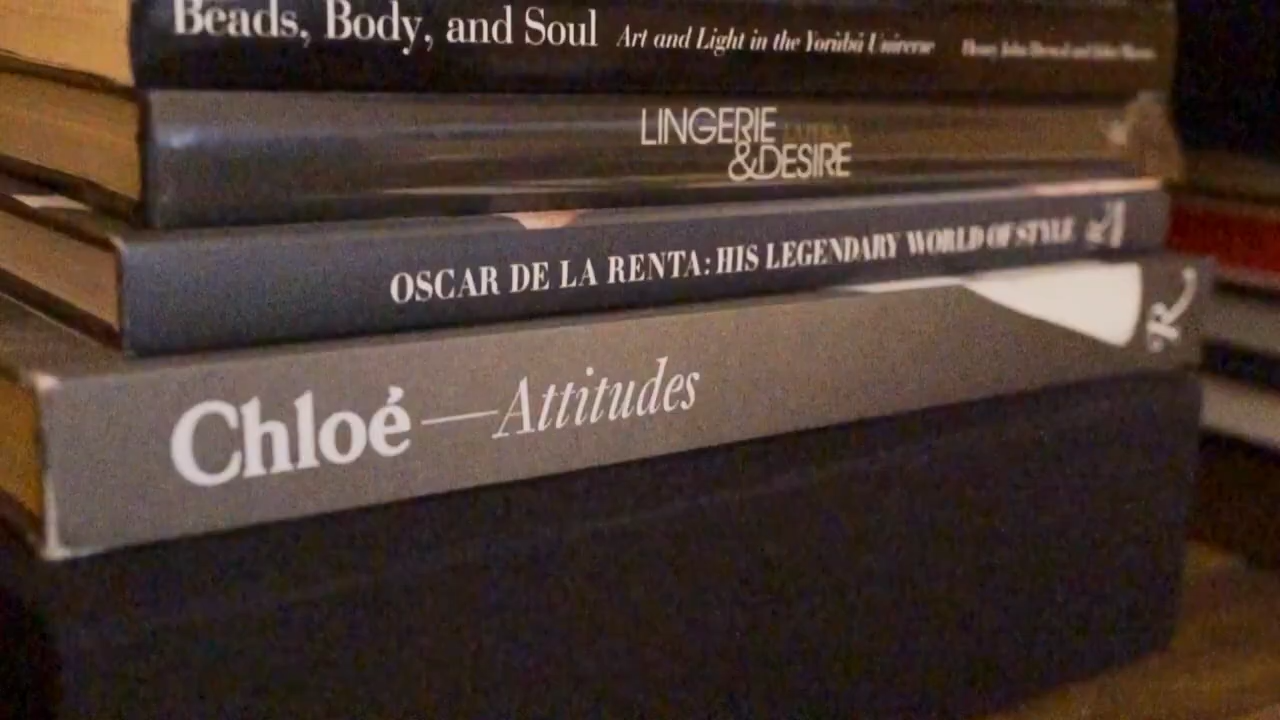 Beads, Body, and Soul Art and Light in the Yorùbá Universe
LINGERIE
&DESIRE
OSCAR DE LA RENTA: HIS LEGENDARY WORLD OF STYLE
Chloé—Attitudes
R